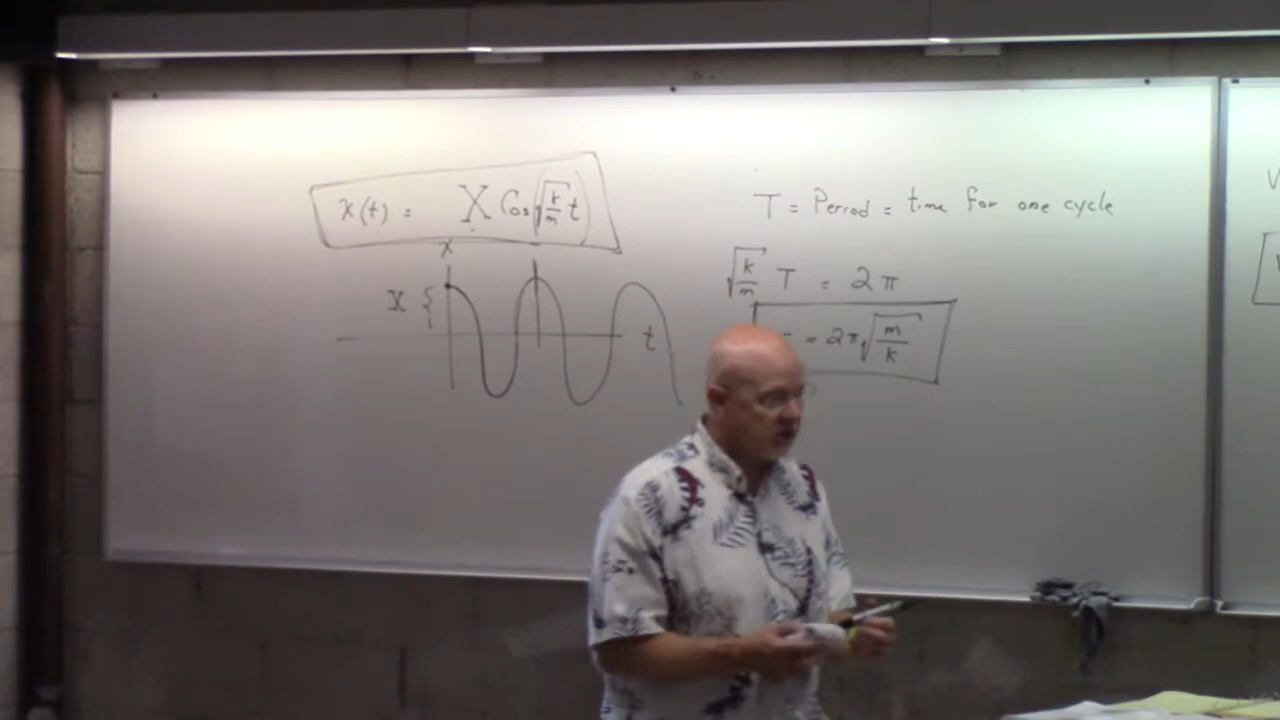 x(t) = X Cos(√(k/m) t)
x
X
t
T = Period = time for one cycle
√(k/m) T = 2π
= 2π√(m/k)